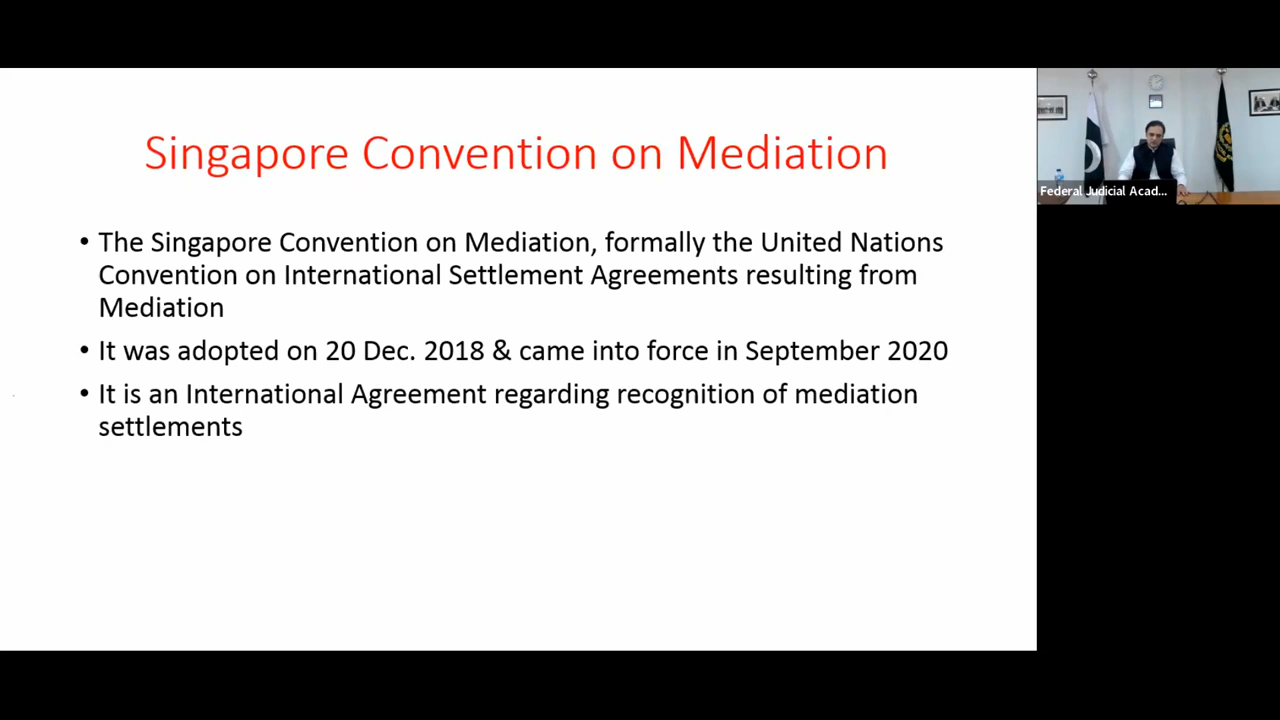 Singapore Convention on Mediation
• The Singapore Convention on Mediation, formally the United Nations
Convention on International Settlement Agreements resulting from
Mediation
• It was adopted on 20 Dec. 2018 & came into force in September 2020
• It is an International Agreement regarding recognition of mediation
settlements
Federal Judicial Acad...